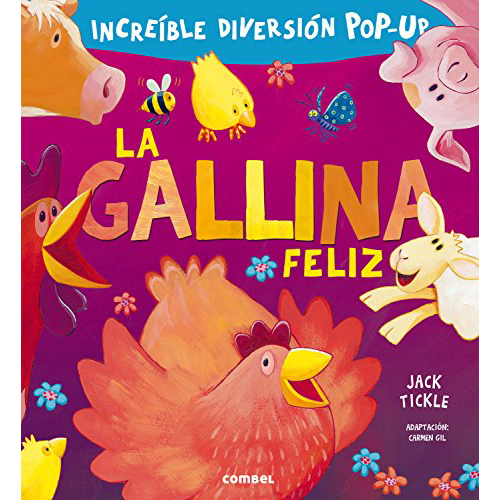 INCREÍBLE DIVERSIÓN POP-UP
LA
GALLINA
FELIZ
JACK
TICKLE
ADAPTACIÓN:
CARMEN GIL
COMBEL